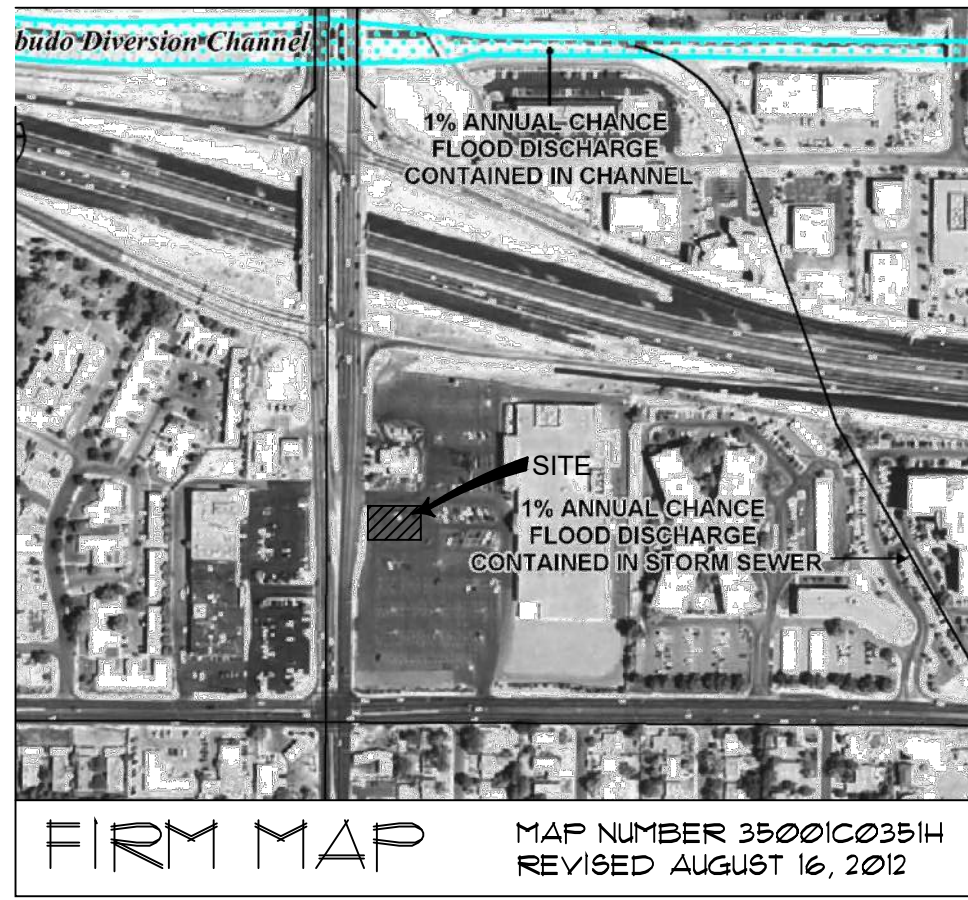 budo Diversion Channel
1% ANNUAL CHANCE
FLOOD DISCHARGE
CONTAINED IN CHANNEL
SITE
1% ANNUAL CHANCE
FLOOD DISCHARGE
CONTAINED IN STORM SEWER
FIRM MAP
MAP NUMBER 35001C0351H
REVISED AUGUST 16, 2012